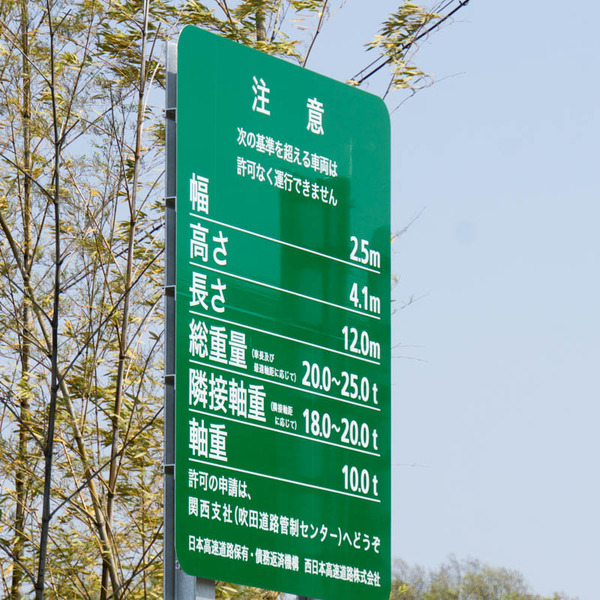 注 意
次の基準を超える車両は
許可なく運行できません
幅 2.5m
高さ 4.1m
長さ 12.0m
総重量 (車長及び 最遠軸距に応じて) 20.0~25.0t
隣接軸重 (隣接軸距に応じて) 18.0~20.0t
軸重 10.0t
許可の申請は、
関西支社(吹田道路管制センター)へどうぞ
日本高速道路保有・債務返済機構 西日本高速道路株式会社